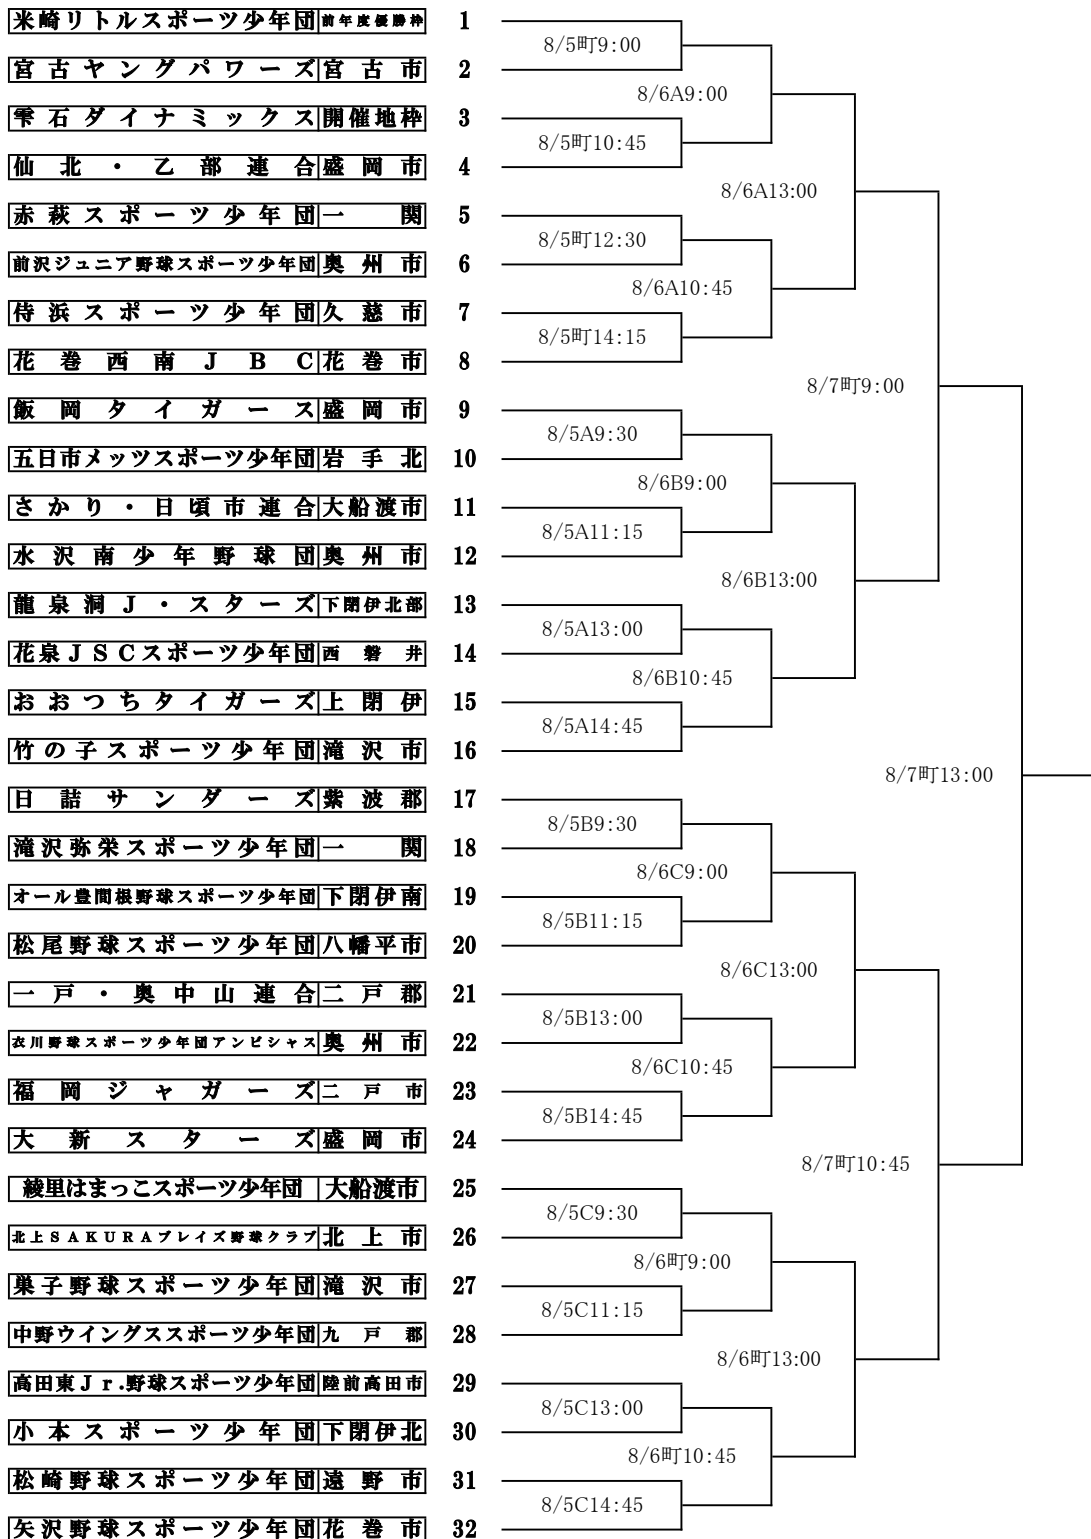 米崎リトルスポーツ少年団 前年度優勝枠 1
8/5町9:00
宮古ヤングパワーズ 宮古市 2
8/6A9:00
雫石ダイナミックス 開催地枠 3
8/5町10:45
仙北・乙部連合 盛岡市 4
8/6A13:00
赤萩スポーツ少年団 一関 5
8/5町12:30
前沢ジュニア野球スポーツ少年団 奥州市 6
8/6A10:45
侍浜スポーツ少年団 久慈市 7
8/5町14:15
花巻西南JBC 花巻市 8
8/7町9:00
飯岡タイガース 盛岡市 9
8/5A9:30
五日市メッツスポーツ少年団 岩手北 10
8/6B9:00
さかり・日頃市連合 大船渡市 11
8/5A11:15
水沢南少年野球団 奥州市 12
8/6B13:00
龍泉洞J・スターズ 下閉伊北部 13
8/5A13:00
花泉JSCスポーツ少年団 西磐井 14
8/6B10:45
おおつちタイガーズ 上閉伊 15
8/5A14:45
竹の子スポーツ少年団 滝沢市 16
8/7町13:00
日詰サンダーズ 紫波郡 17
8/5B9:30
滝沢弥栄スポーツ少年団 一関 18
8/6C9:00
オール豊間根野球スポーツ少年団 下閉伊南 19
8/5B11:15
松尾野球スポーツ少年団 八幡平市 20
8/6C13:00
一戸・奥中山連合 二戸郡 21
8/5B13:00
衣川野球スポーツ少年団アンビシャス 奥州市 22
8/6C10:45
福岡ジャガーズ 二戸市 23
8/5B14:45
大新スターズ 盛岡市 24
8/7町10:45
綾里はまっこスポーツ少年団 大船渡市 25
8/5C9:30
北上SAKURAブレイズ野球クラブ 北上市 26
8/6町9:00
巣子野球スポーツ少年団 滝沢市 27
8/5C11:15
中野ウイングススポーツ少年団 九戸郡 28
8/6町13:00
高田東Jr.野球スポーツ少年団 陸前高田市 29
8/5C13:00
小本スポーツ少年団 下閉伊北 30
8/6町10:45
松崎野球スポーツ少年団 遠野市 31
8/5C14:45
矢沢野球スポーツ少年団 花巻市 32